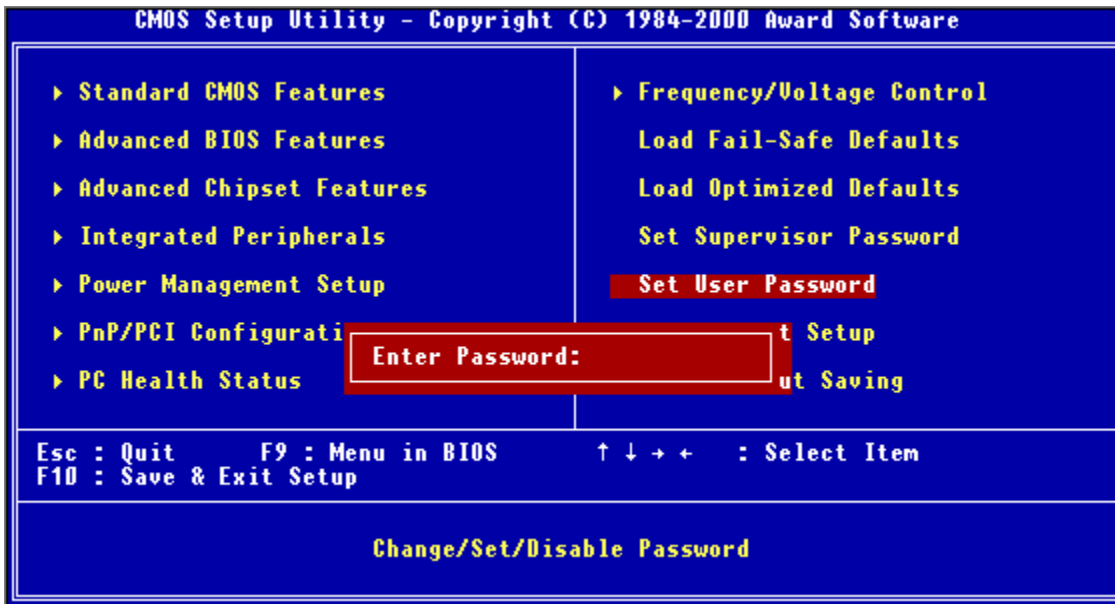 CMOS Setup Utility - Copyright (C) 1984-2000 Award Software
Standard CMOS Features
Advanced BIOS Features
Advanced Chipset Features
Integrated Peripherals
Power Management Setup
PnP/PCI Configurati
PC Health Status
Frequency/Voltage Control
Load Fail-Safe Defaults
Load Optimized Defaults
Set Supervisor Password
Set User Password
t Setup
ut Saving
Enter Password:
Esc : Quit F9 : Menu in BIOS ↑ ↓ → ← : Select Item
F10 : Save & Exit Setup
Change/Set/Disable Password